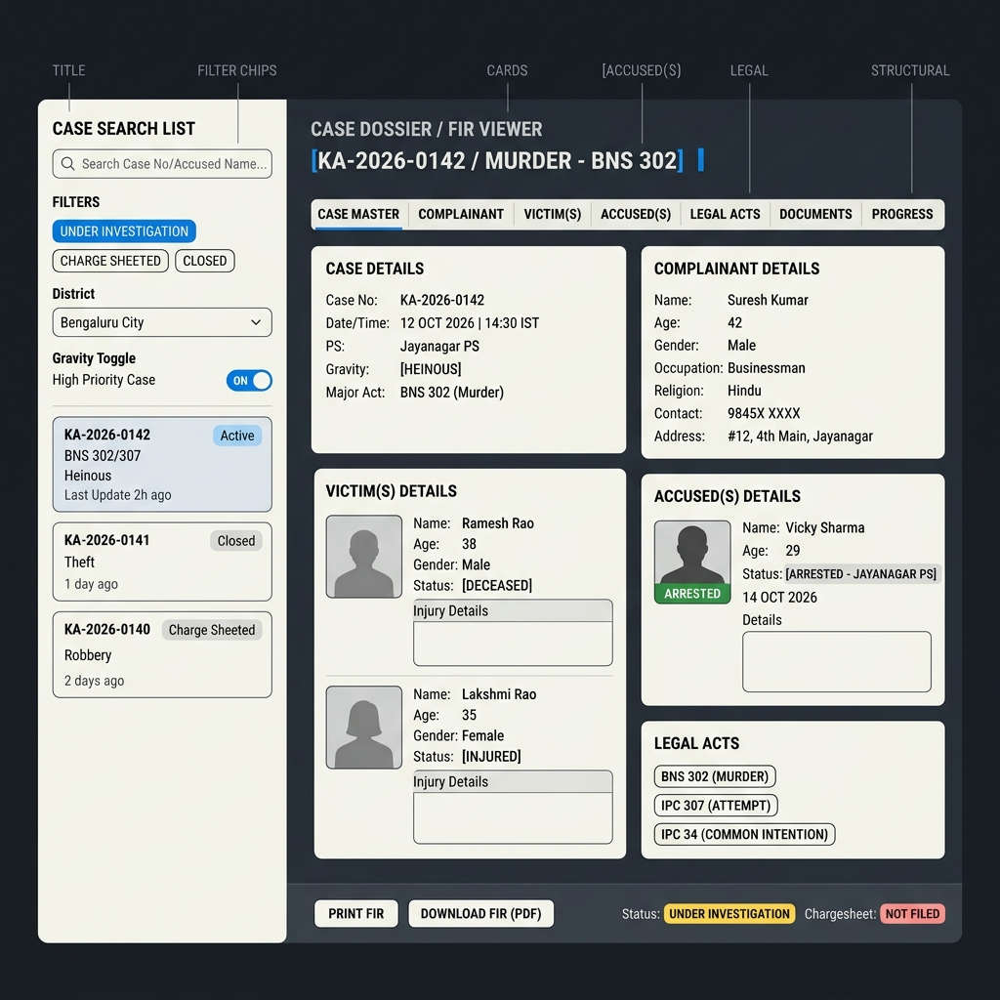 TITLE
FILTER CHIPS
CARDS
[ACCUSED(S)
LEGAL
STRUCTURAL
CASE SEARCH LIST
Search Case No/Accused Name...
FILTERS
UNDER INVESTIGATION
CHARGE SHEETED
CLOSED
District
Bengaluru City
Gravity Toggle
High Priority Case
ON
KA-2026-0142
Active
BNS 302/307
Heinous
Last Update 2h ago
KA-2026-0141
Closed
Theft
1 day ago
KA-2026-0140
Charge Sheeted
Robbery
2 days ago
CASE DOSSIER / FIR VIEWER
[KA-2026-0142 / MURDER - BNS 302]
CASE MASTER
COMPLAINANT
VICTIM(S)
ACCUSED(S)
LEGAL ACTS
DOCUMENTS
PROGRESS
CASE DETAILS
Case No: KA-2026-0142
Date/Time: 12 OCT 2026 | 14:30 IST
PS: Jayanagar PS
Gravity: [HEINOUS]
Major Act: BNS 302 (Murder)
COMPLAINANT DETAILS
Name: Suresh Kumar
Age: 42
Gender: Male
Occupation: Businessman
Religion: Hindu
Contact: 9845X XXXX
Address: #12, 4th Main, Jayanagar
VICTIM(S) DETAILS
Name: Ramesh Rao
Age: 38
Gender: Male
Status: [DECEASED]
Injury Details
Name: Lakshmi Rao
Age: 35
Gender: Female
Status: [INJURED]
Injury Details
ACCUSED(S) DETAILS
ARRESTED
Name: Vicky Sharma
Age: 29
Status: [ARRESTED - JAYANAGAR PS]
14 OCT 2026
Details
LEGAL ACTS
BNS 302 (MURDER)
IPC 307 (ATTEMPT)
IPC 34 (COMMON INTENTION)
PRINT FIR
DOWNLOAD FIR (PDF)
Status: UNDER INVESTIGATION
Chargesheet: NOT FILED